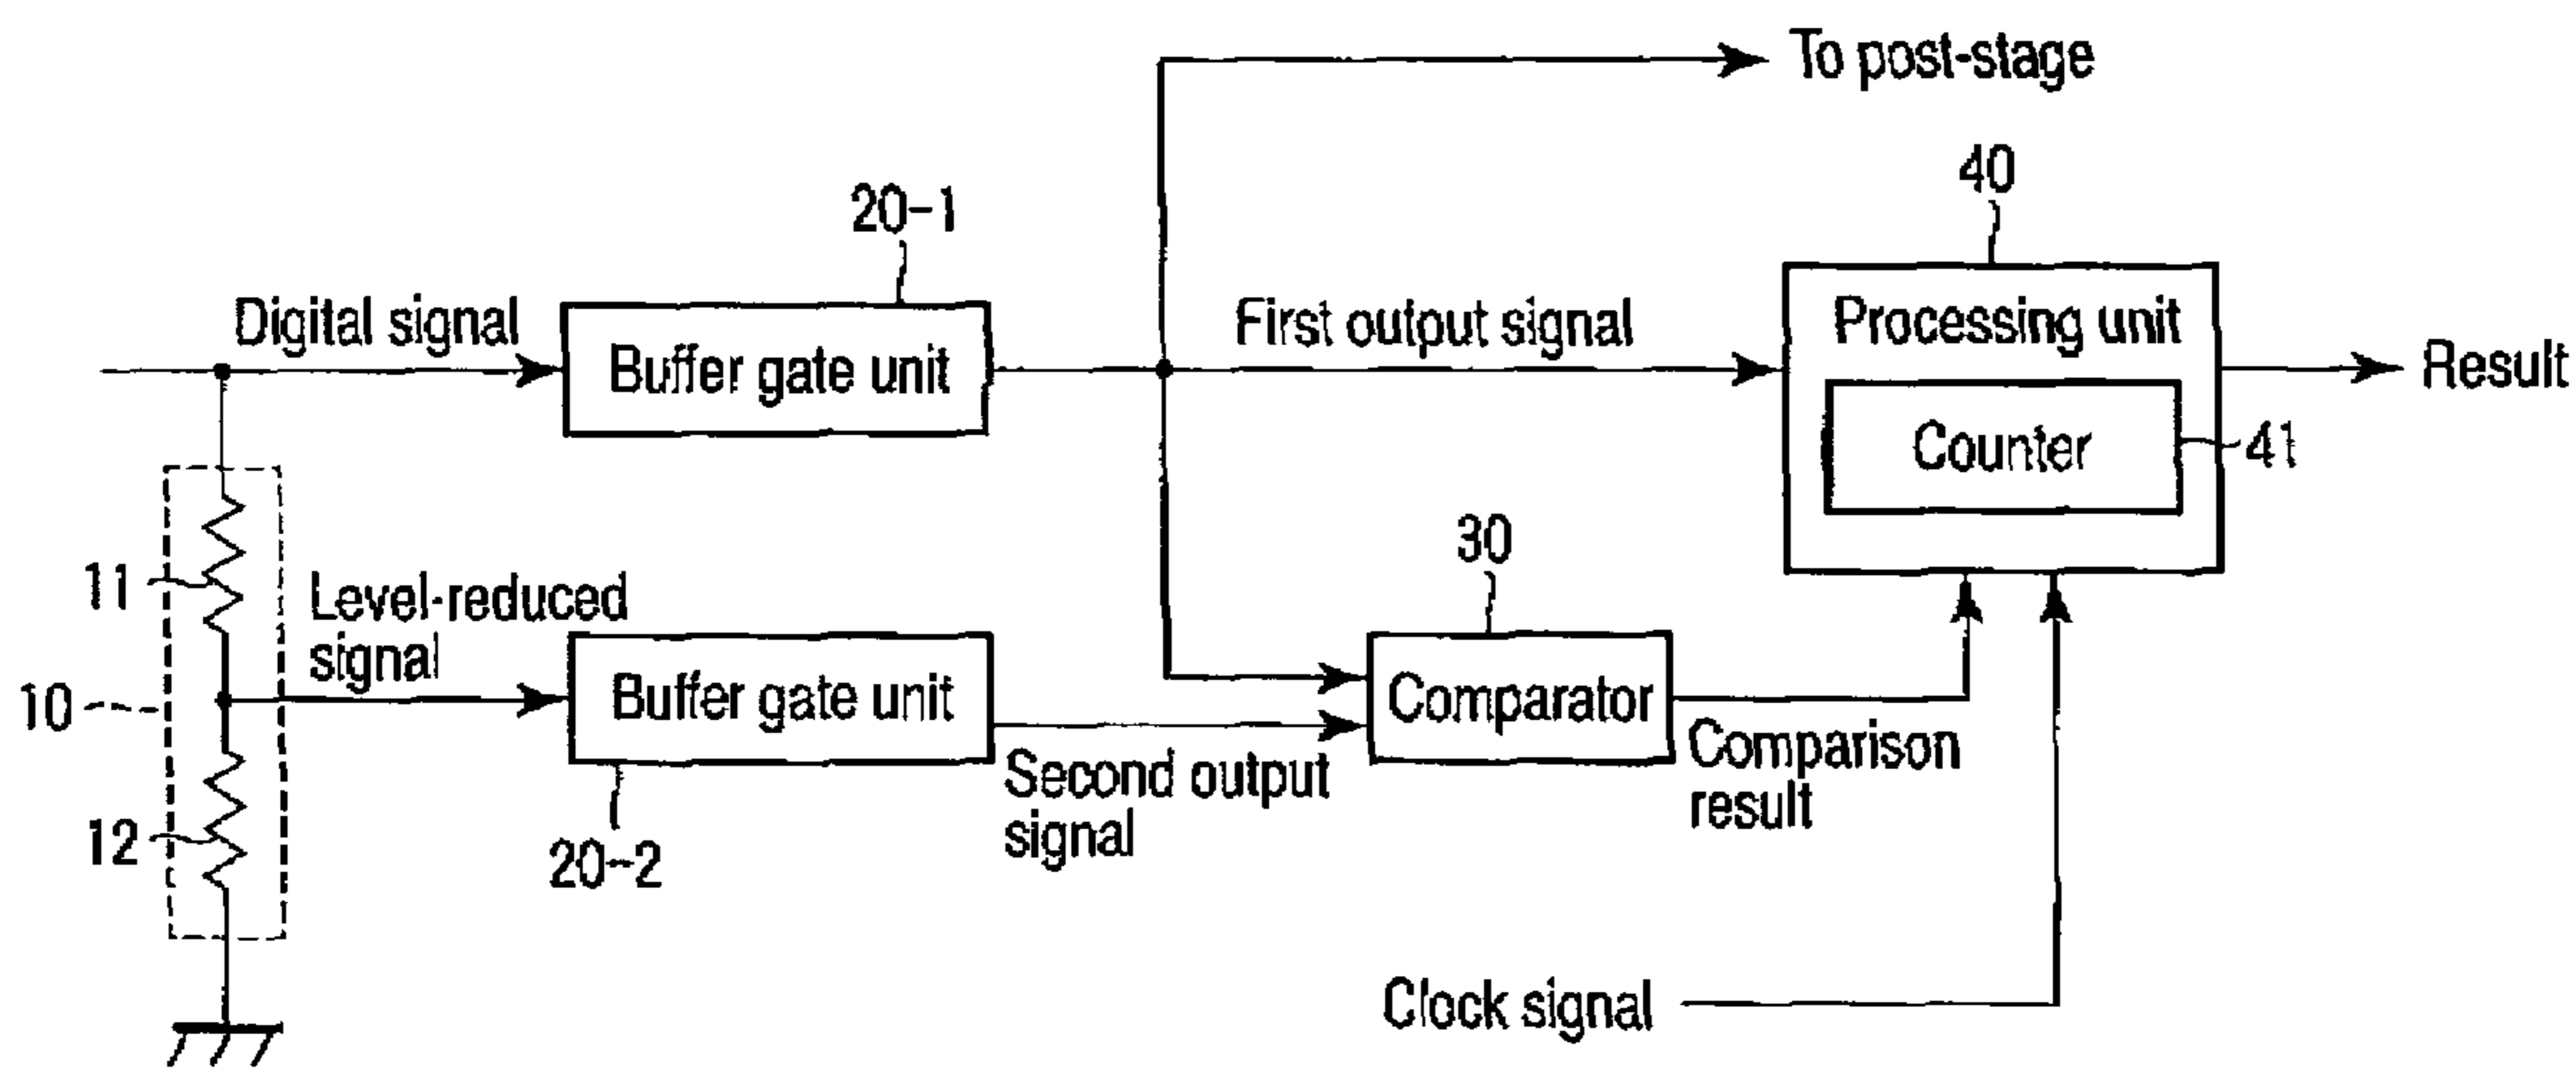 To post-stage
40
20-1
Digital signal
Buffer gate unit
First output signal
Processing unit
Result
Counter
41
30
11
Level-reduced
signal
10
Buffer gate unit
Comparator
Comparison
result
Second output
signal
12
20-2
Clock signal